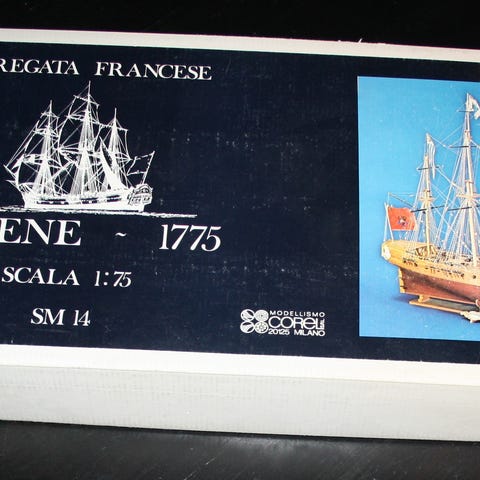 REGATA FRANCESE
ENE ~ 1775
SCALA 1:75
SM 14
MODELLISMO
COREL
20125 MILANO